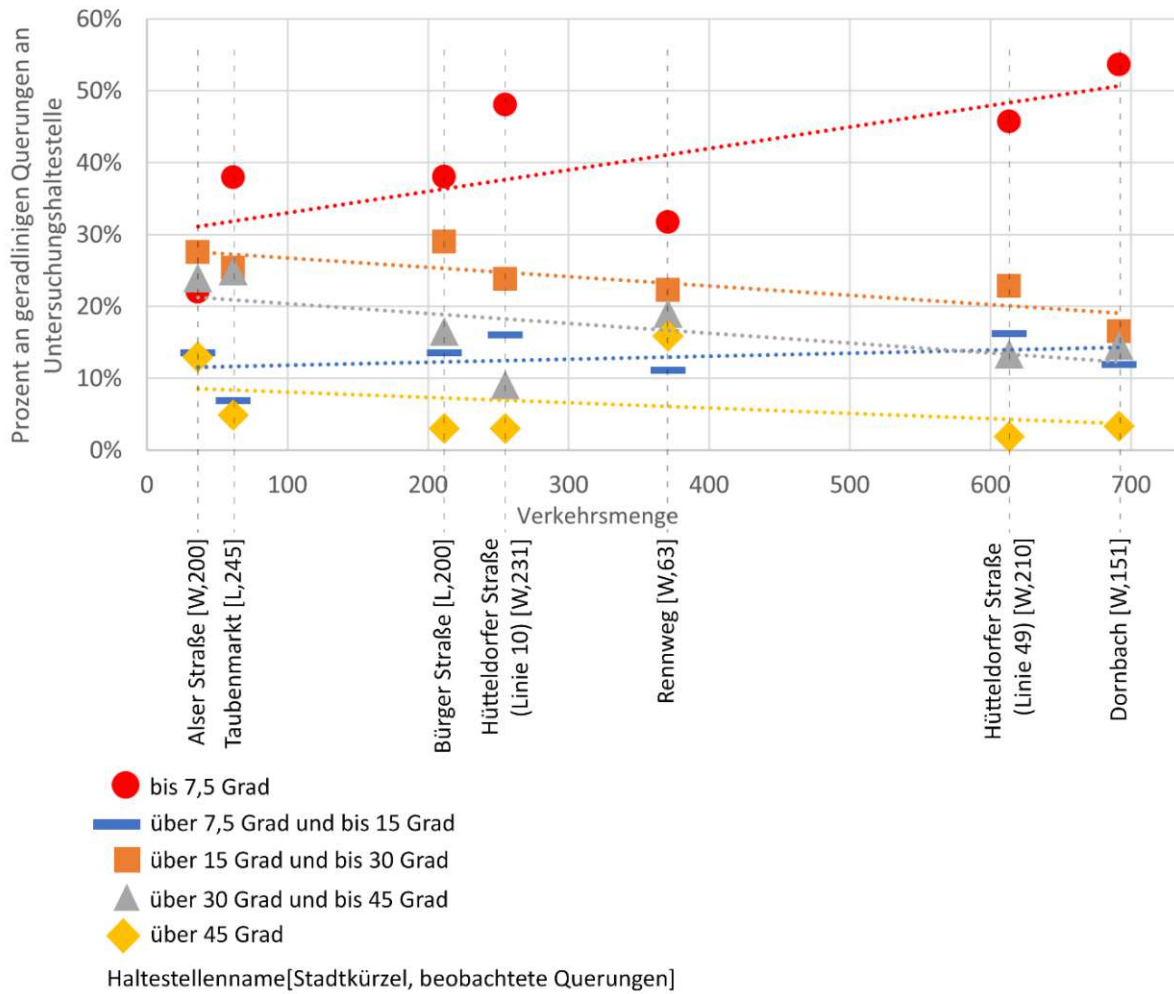 Prozent an geradlinigen Querungen an
Untersuchungshaltestelle
60%
50%
40%
30%
20%
10%
0%
0
100
200
300
400
500
600
700
Verkehrsmenge
Alser Straße [W,200]
Taubenmarkt [L,245]
Bürger Straße [L,200]
Hütteldorfer Straße
(Linie 10) [W,231]
Rennweg [W,63]
Hütteldorfer Straße
(Linie 49) [W,210]
Dornbach [W,151]
bis 7,5 Grad
über 7,5 Grad und bis 15 Grad
über 15 Grad und bis 30 Grad
über 30 Grad und bis 45 Grad
über 45 Grad
Haltestellenname[Stadtkürzel, beobachtete Querungen]